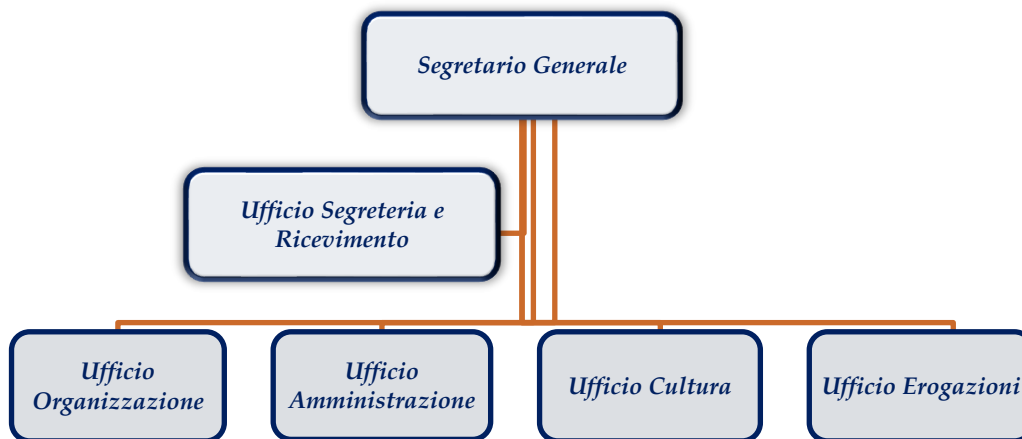 Segretario Generale
Ufficio Segreteria e
Ricevimento
Ufficio
Organizzazione
Ufficio
Amministrazione
Ufficio Cultura
Ufficio Erogazioni